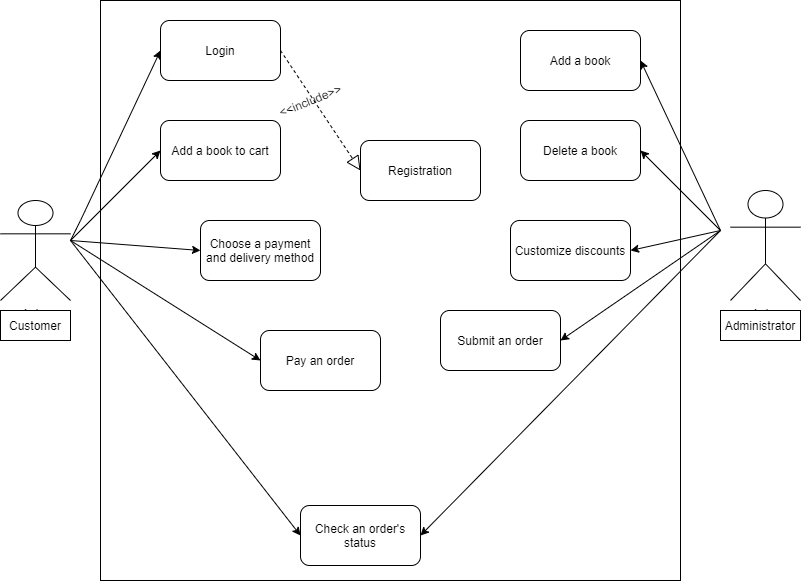 Login
Add a book
<<include>>
Add a book to cart
Delete a book
Registration
Choose a payment
and delivery method
Customize discounts
Customer
Administrator
Pay an order
Submit an order
Check an order's
status